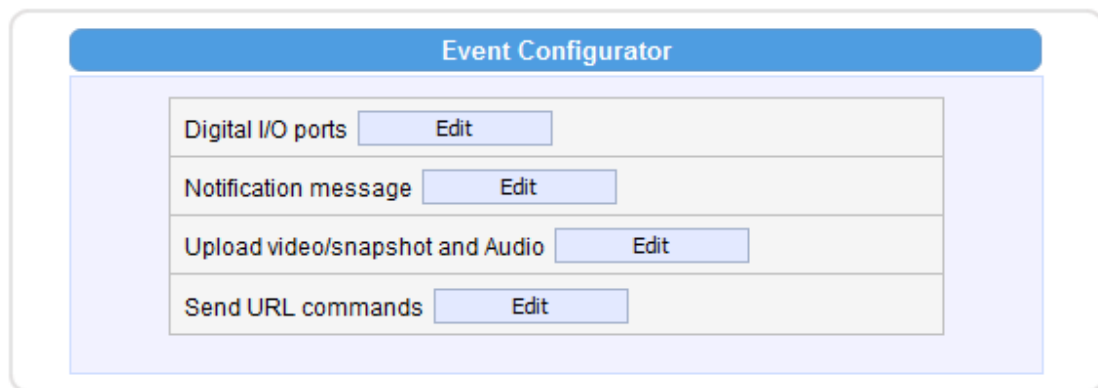 Event Configurator
Digital I/O ports Edit
Notification message Edit
Upload video/snapshot and Audio Edit
Send URL commands Edit